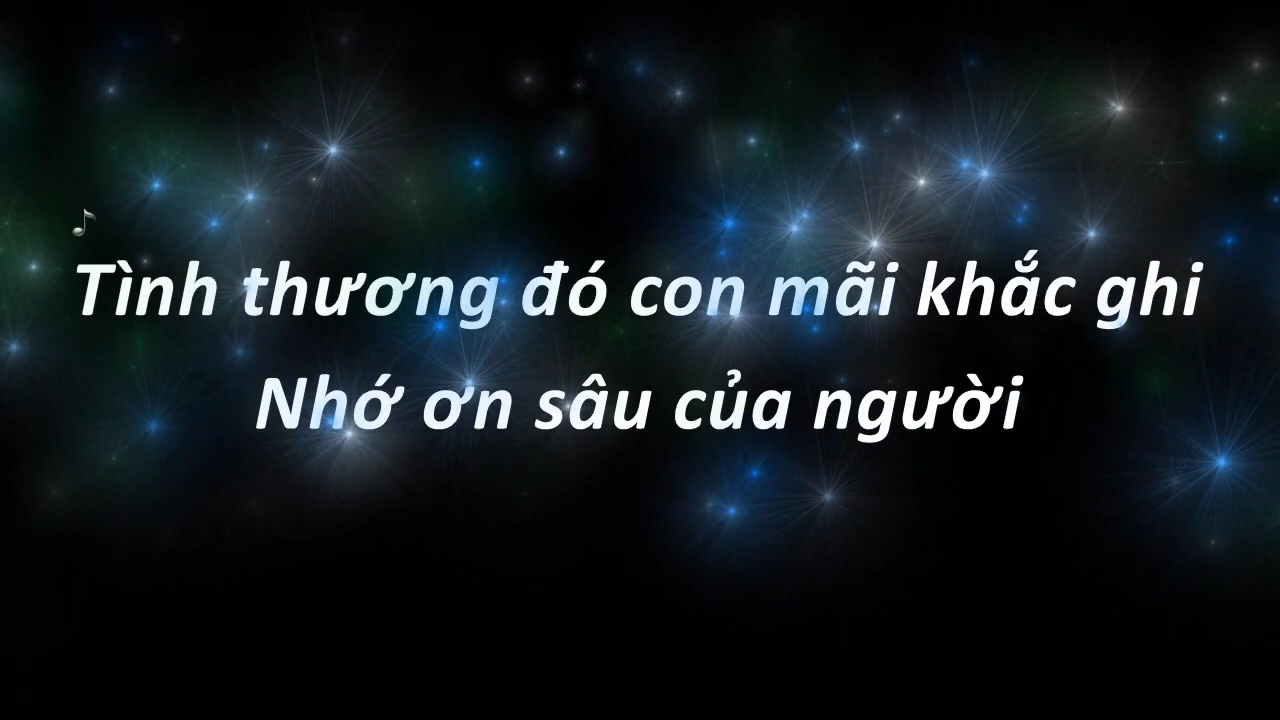 Tình thương đó con mãi khắc ghi
Nhớ ơn sâu của người